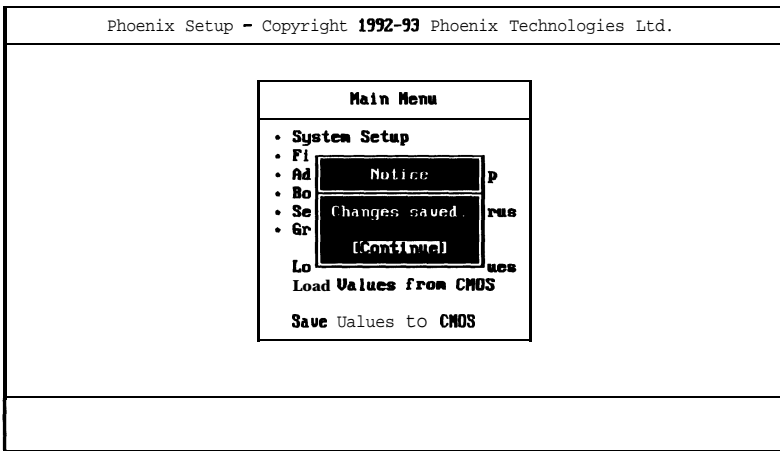 Phoenix Setup - Copyright 1992-93 Phoenix Technologies Ltd.
Main Menu
• System Setup
• Fi
• Ad p
• Bo
• Se rus
• Gr
Notice
Changes saved.
[Continue]
Lo ues
Load Values from CMOS
Save Values to CMOS